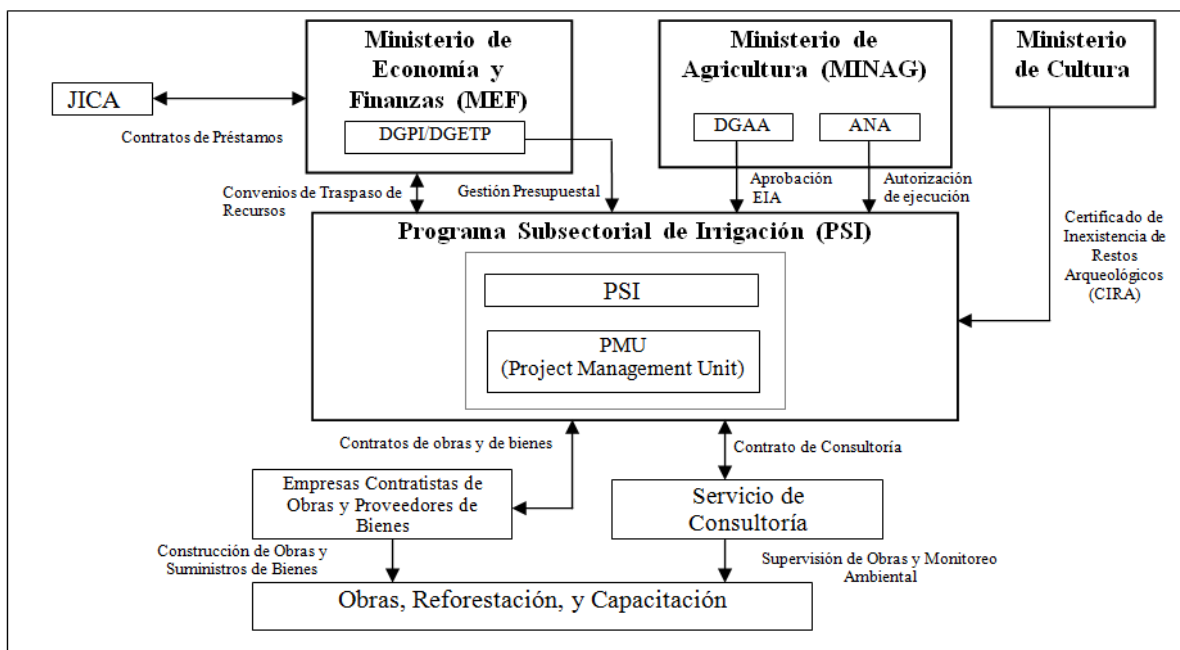 Ministerio de
Economía y
Finanzas (MEF)
DGPI/DGETP
Ministerio de
Agricultura (MINAG)
DGAA
ANA
Ministerio
de Cultura
JICA
Contratos de Préstamos
Convenios de Traspaso de
Recursos
Gestión Presupuestal
Aprobación
EIA
Autorización
de ejecución
Certificado de
Inexistencia de
Restos
Arqueológicos
(CIRA)
Programa Subsectorial de Irrigación (PSI)
PSI
PMU
(Project Management Unit)
Contratos de obras y de bienes
Contrato de Consultoría
Empresas Contratistas de
Obras y Proveedores de
Bienes
Servicio de
Consultoría
Construcción de Obras y
Suministros de Bienes
Supervisión de Obras y Monitoreo
Ambiental
Obras, Reforestación, y Capacitación